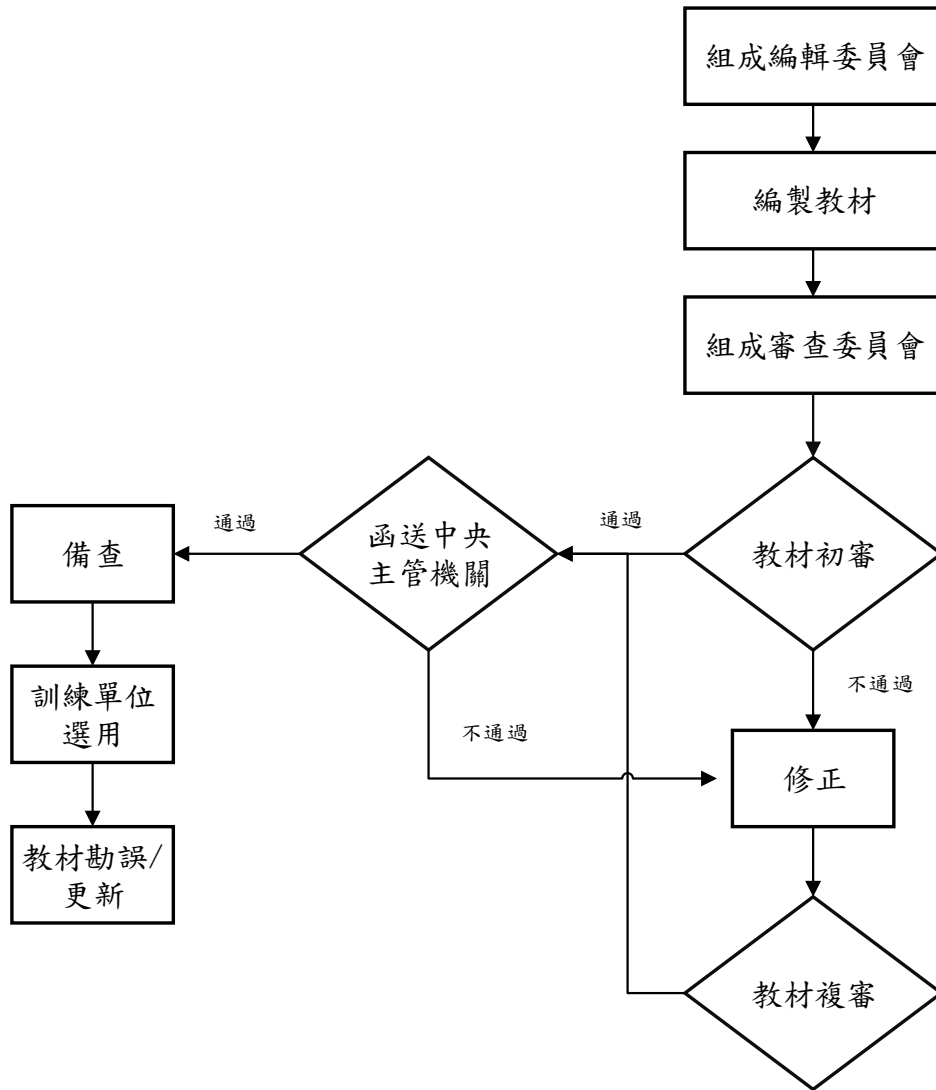 組成編輯委員會
編製教材
組成審查委員會
教材初審
通過
不通過
函送中央
主管機關
通過
不通過
備查
訓練單位
選用
教材勘誤/
更新
修正
教材複審